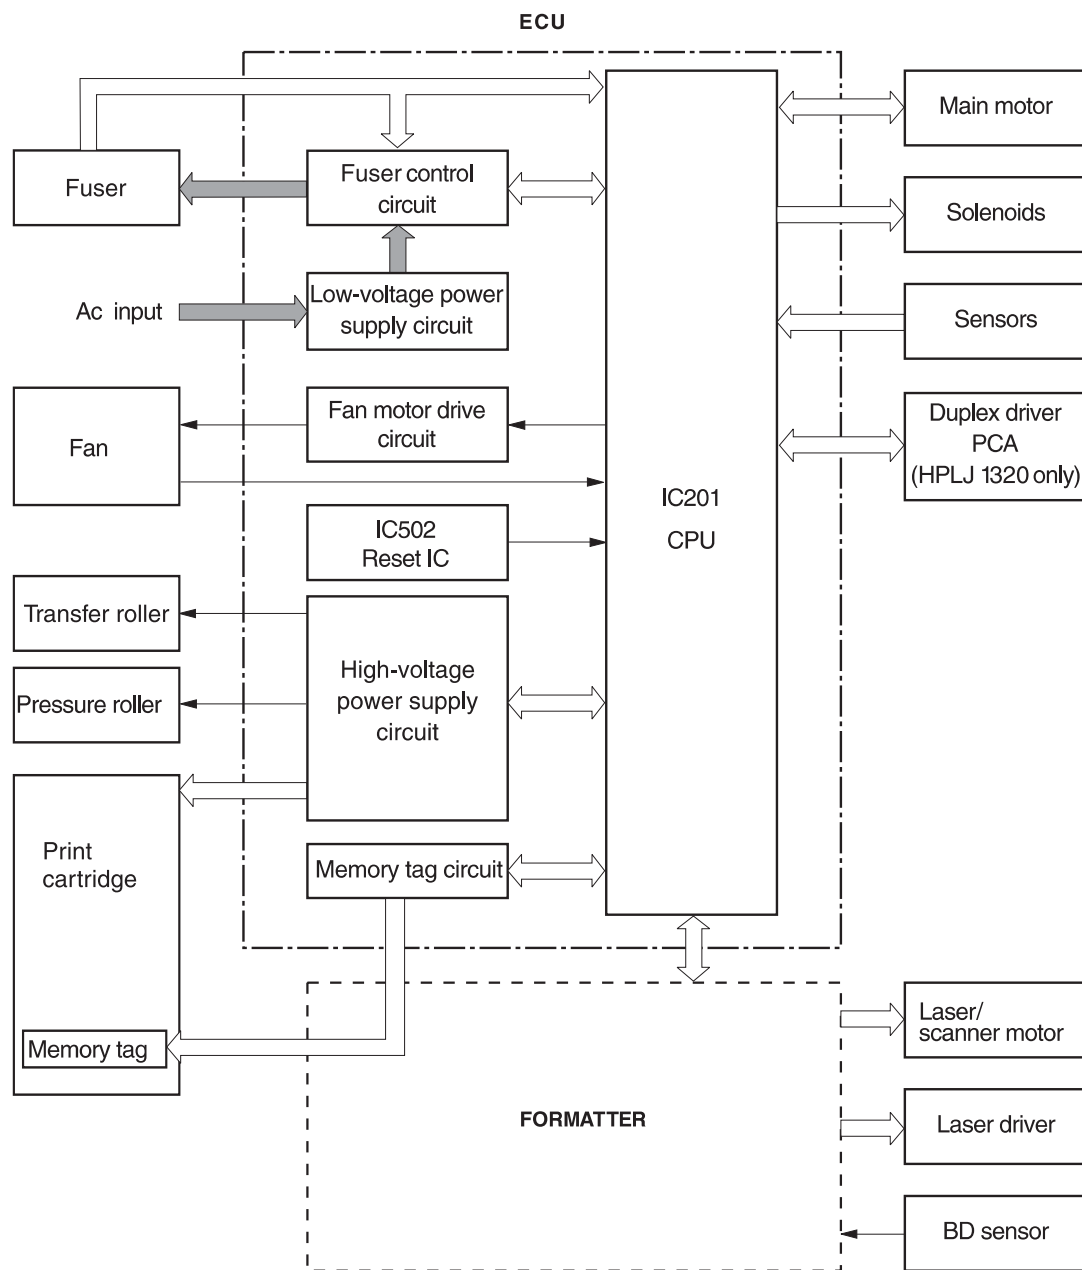 ECU
Main motor
Fuser
Fuser control
circuit
Solenoids
Ac input
Low-voltage power
supply circuit
Sensors
Fan
Fan motor drive
circuit
Duplex driver
PCA
(HPLJ 1320 only)
IC201
CPU
IC502
Reset IC
Transfer roller
High-voltage
power supply
circuit
Pressure roller
Print
cartridge
Memory tag circuit
Memory tag
Laser/
scanner motor
FORMATTER
Laser driver
BD sensor